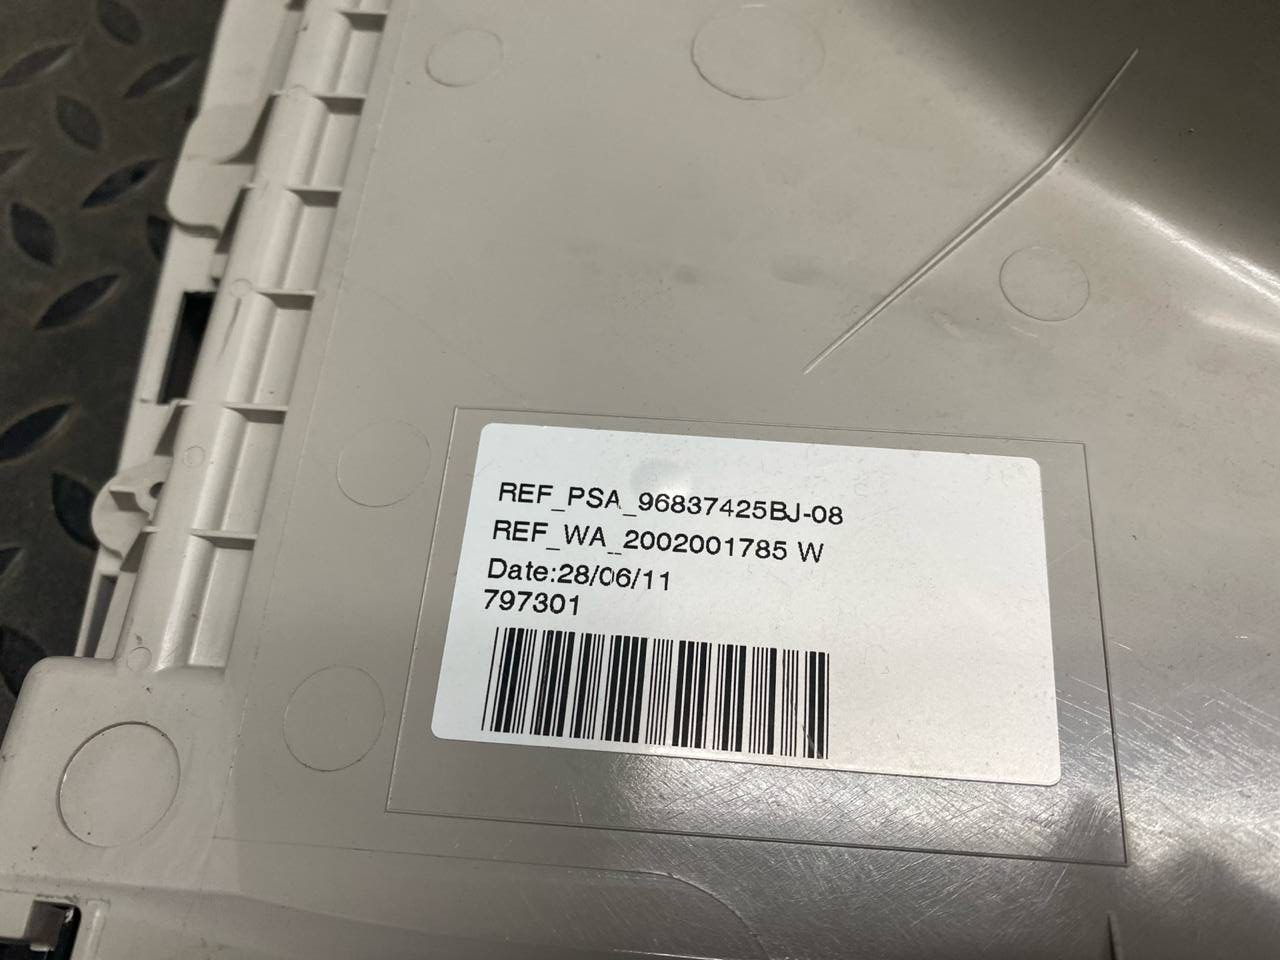 REF_PSA_96837425BJ-08
REF_WA_2002001785 W
Date:28/06/11
797301